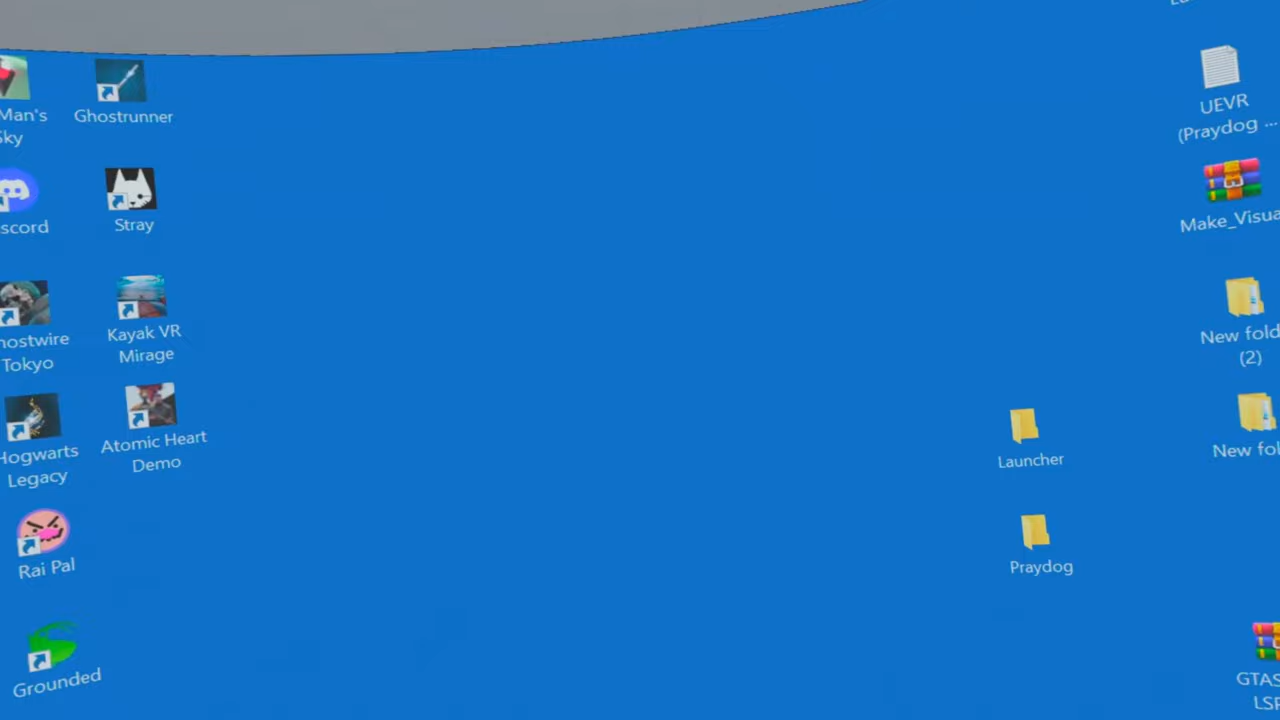 Man's
Sky
Ghostrunner
scord
Stray
hostwire
Tokyo
Kayak VR
Mirage
Hogwarts
Legacy
Atomic Heart
Demo
Rai Pal
Grounded
Launcher
Praydog
UEVR
(Praydog ...
Make_Visua
New fold
(2)
New fol
GTAS